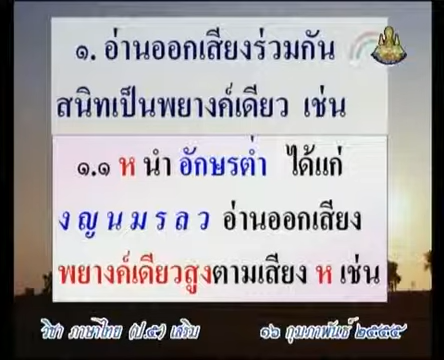 ๑. อ่านออกเสียงร่วมกัน
สนิทเป็นพยางค์เดียว เช่น
๑.๑ ห นำ อักษรต่ำ ได้แก่
ง ญ น ม ร ล ว อ่านออกเสียง
พยางค์เดียวสูงตามเสียง ห เช่น
วิชา ภาษาไทย (ป.๕) เสริม ๑๖ กุมภาพันธ์ ๒๕๕๕